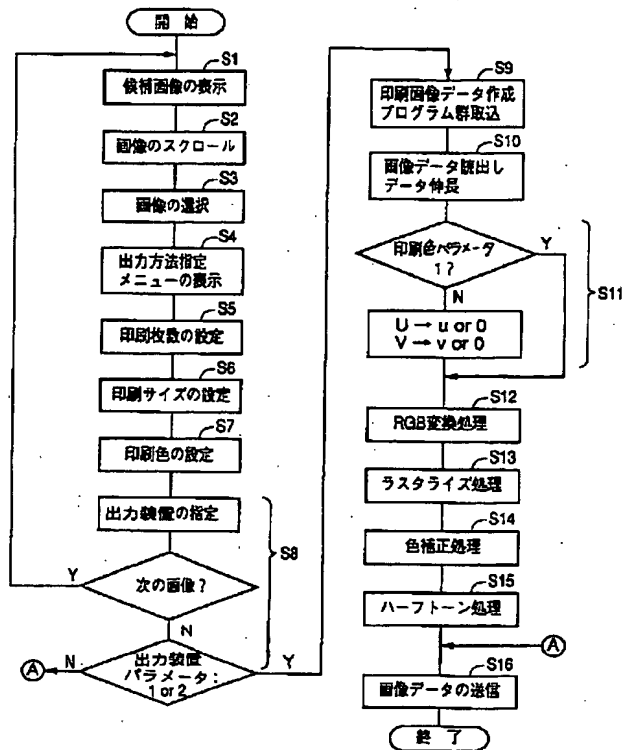 開始
S1
候補画像の表示
S2
画像のスクロール
S3
画像の選択
S4
出力方法指定
メニューの表示
S5
印刷枚数の設定
S6
印刷サイズの設定
S7
印刷色の設定
出力装置の指定
S8
Y
次の画像?
N
Ⓐ
N
出力装置
パラメータ:
1 or 2
Y
S9
印刷画像データ作成
プログラム群取込
S10
画像データ読出し
データ伸長
印刷色パラメータ
1?
Y
N
S11
U → u or 0
V → v or 0
S12
RGB変換処理
S13
ラスタライズ処理
S14
色補正処理
S15
ハーフトーン処理
Ⓐ
S16
画像データの送信
終了